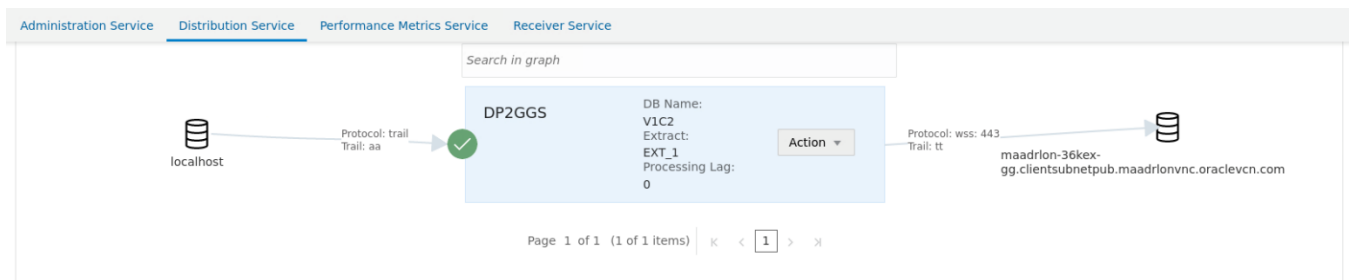 Administration Service
Distribution Service
Performance Metrics Service
Receiver Service
Search in graph
localhost
Protocol: trail
Trail: aa
DP2GGS
DB Name:
V1C2
Extract:
EXT_1
Processing Lag:
0
Action
Protocol: wss: 443
Trail: tt
maadrlon-36kex-
gg.clientsubnetpub.maadrlonvnc.oraclevcn.com
Page 1 of 1 (1 of 1 items) 1